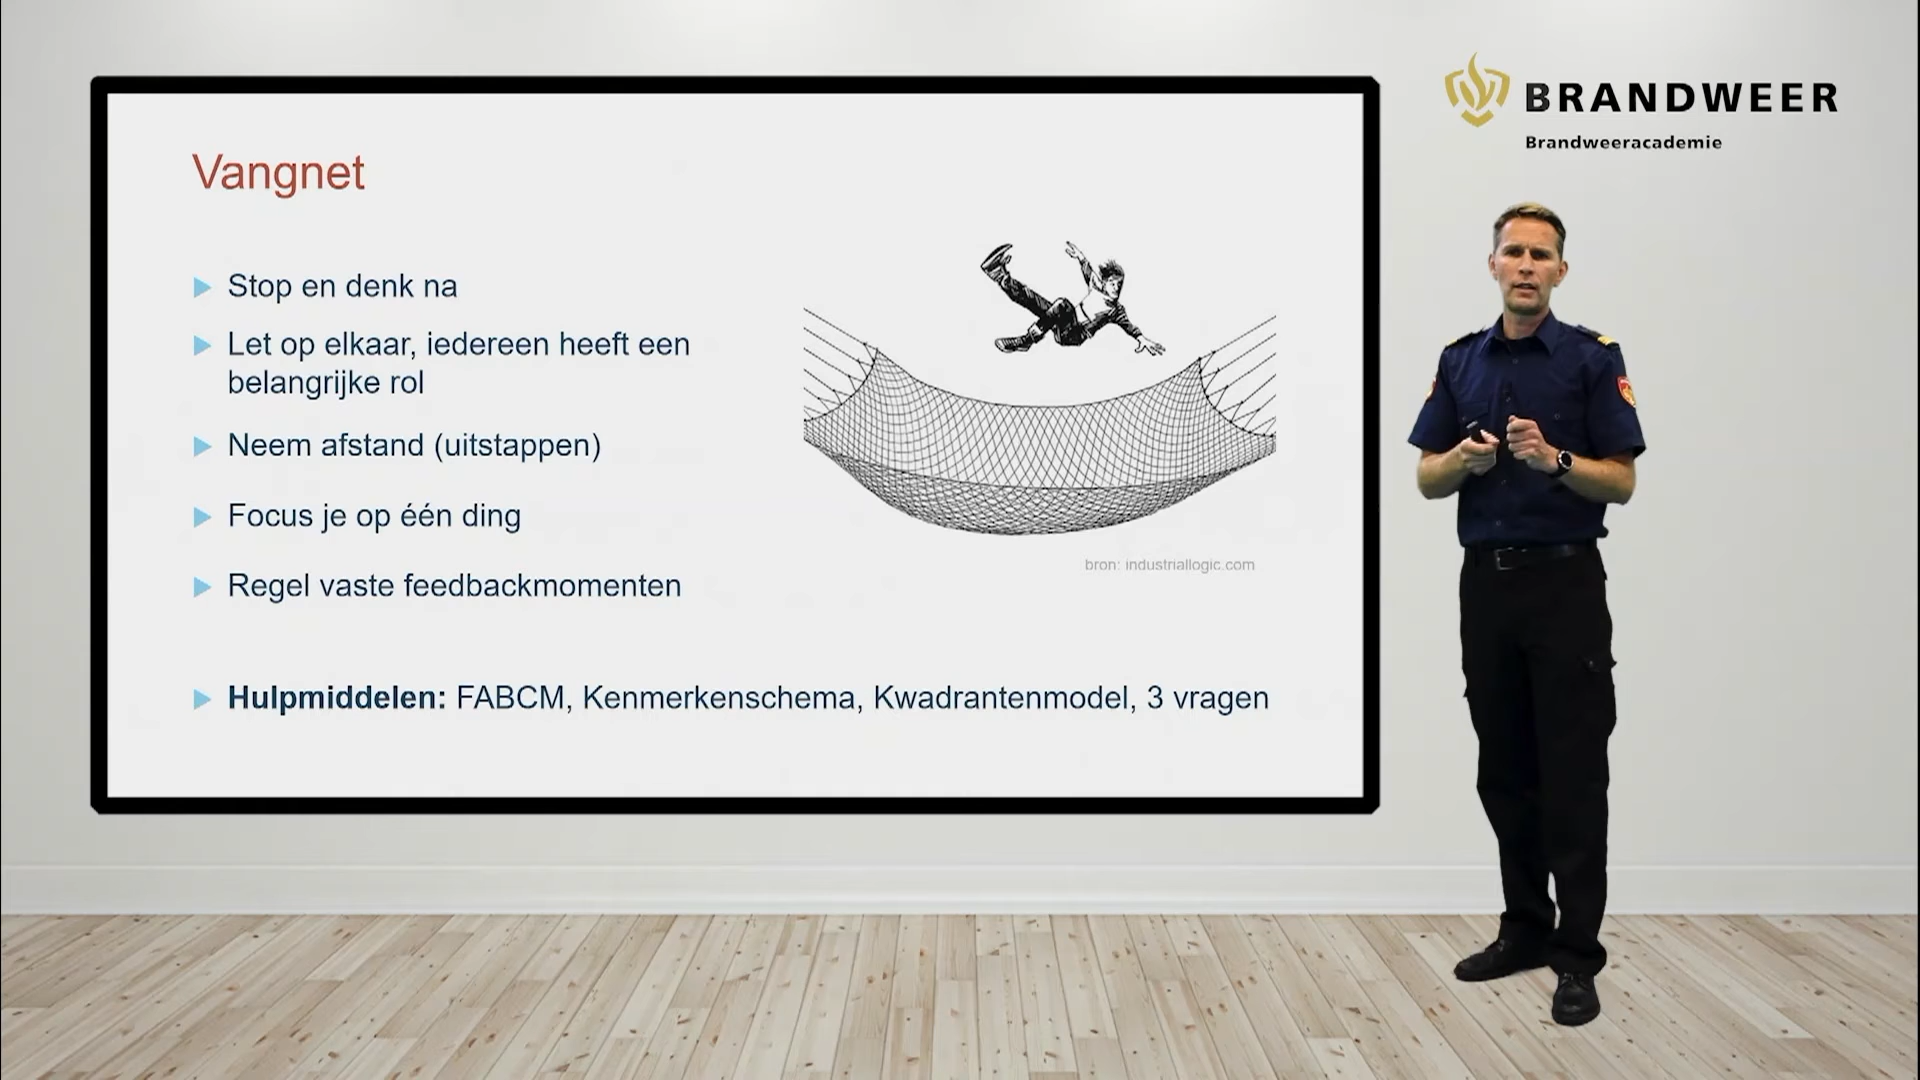 BRANDWEER
Brandweeracademie
Vangnet
Stop en denk na
Let op elkaar, iedereen heeft een
belangrijke rol
Neem afstand (uitstappen)
Focus je op één ding
Regel vaste feedbackmomenten
bron: industriallogic.com
Hulpmiddelen: FABCM, Kenmerkenschema, Kwadrantenmodel, 3 vragen